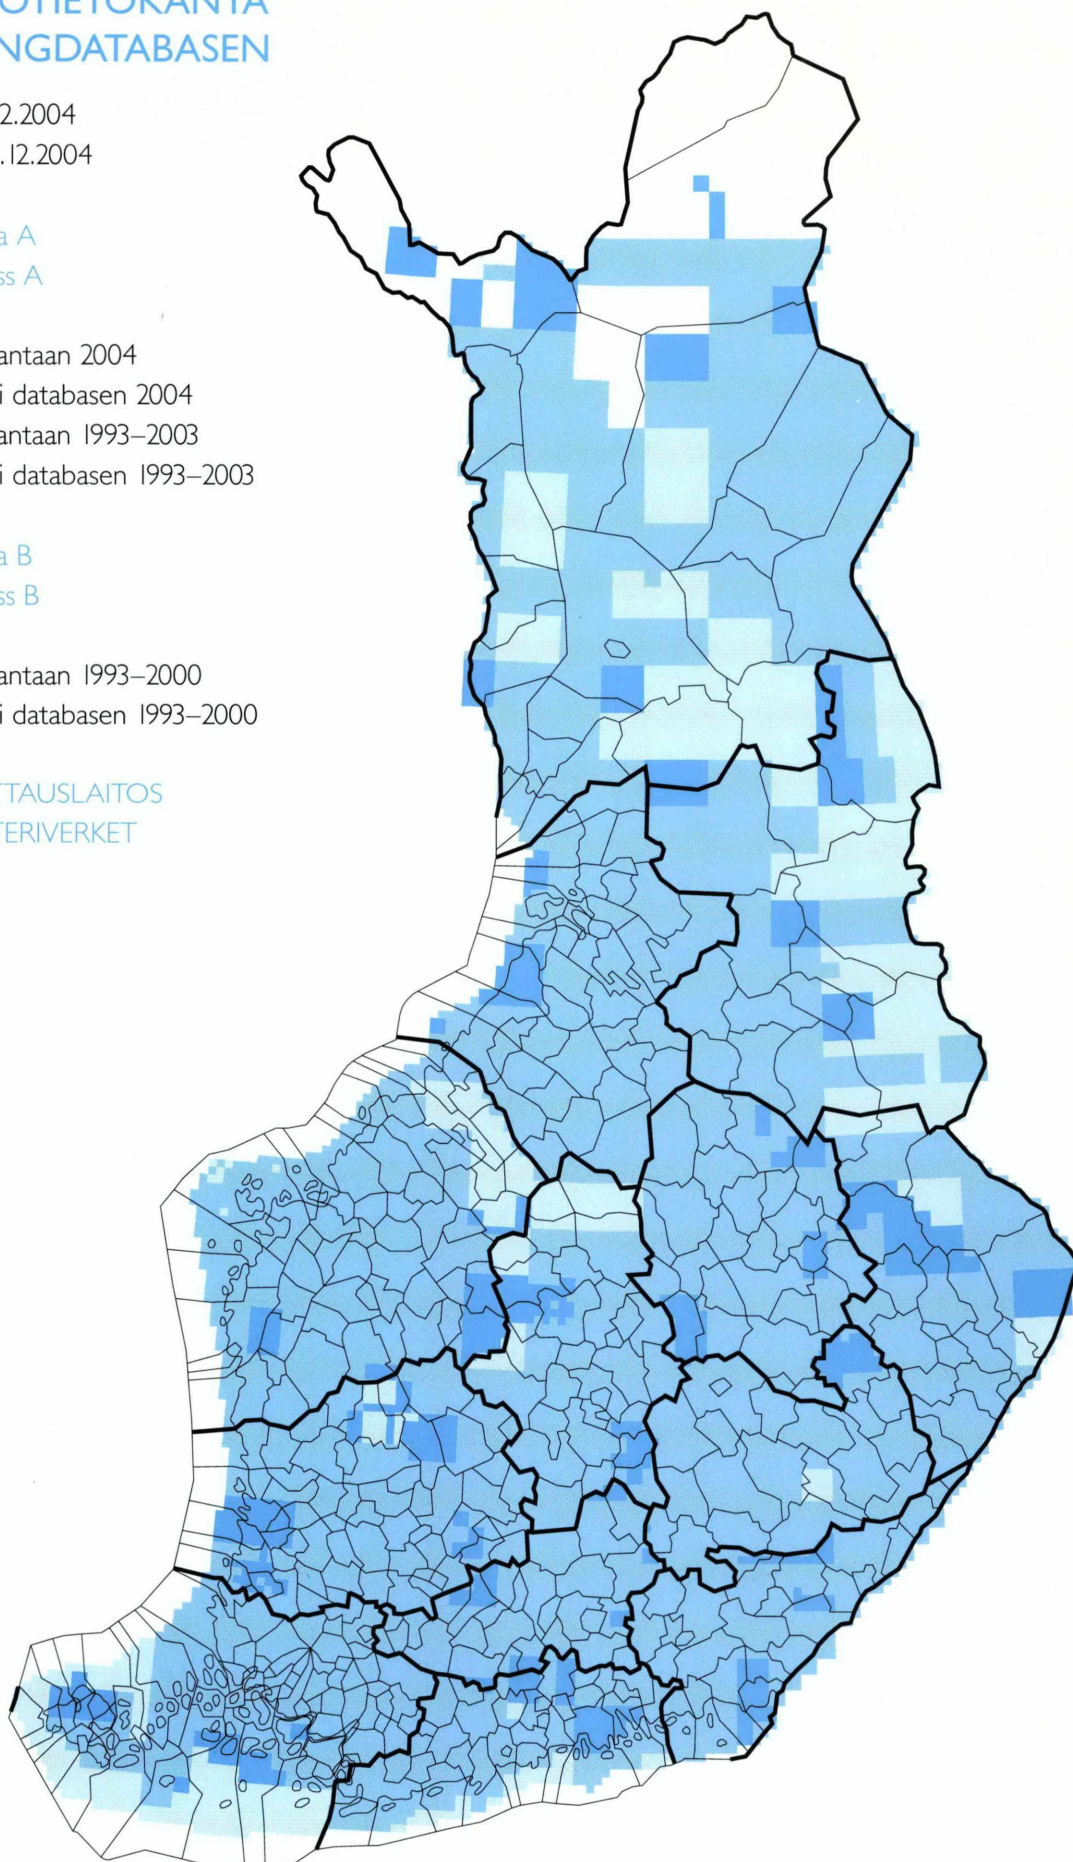 OTIETOKANTA
NGDATABASEN
2.2004
.12.2004
a A
ss A
antaan 2004
i databasen 2004
antaan 1993–2003
i databasen 1993–2003
a B
ss B
antaan 1993–2000
i databasen 1993–2000
TTAUSLAITOS
TERIVERKET